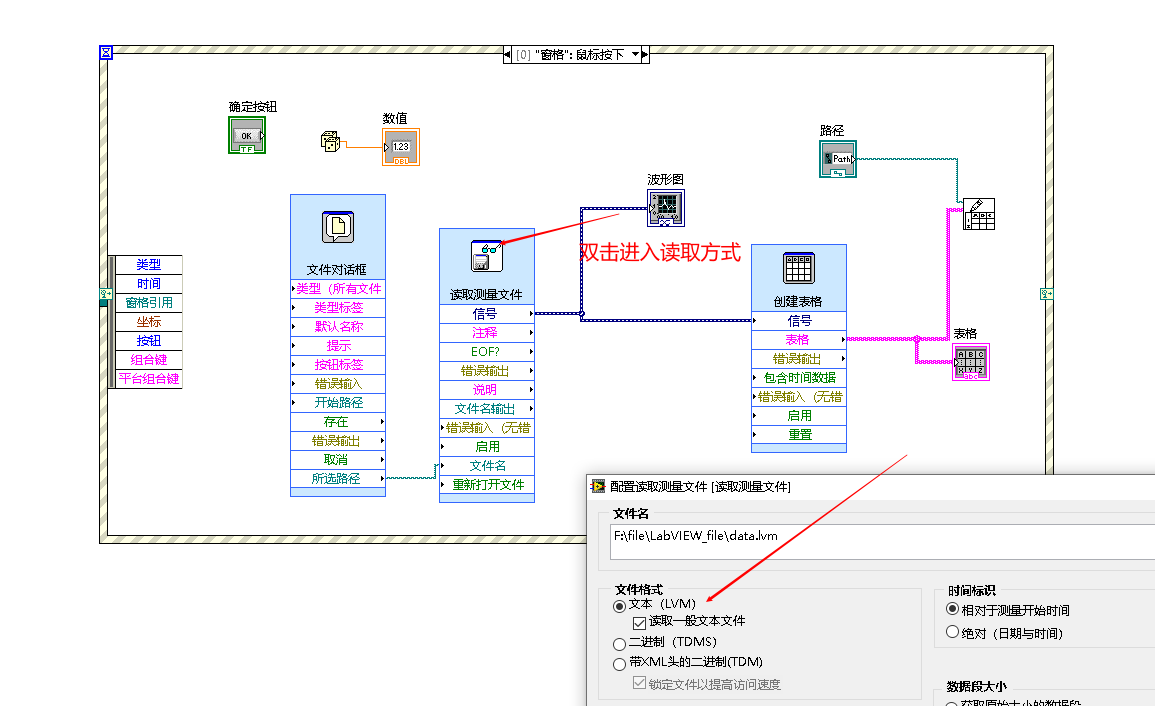 [0] "窗格": 鼠标按下
确定按钮
OK
TF
数值
1.23
DBL
路径
Path
波形图
双击进入读取方式
文件对话框
类型（所有文件
类型标签
默认名称
提示
按钮标签
错误输入
开始路径
存在
错误输出
取消
所选路径
读取测量文件
信号
注释
EOF?
错误输出
说明
文件名输出
错误输入（无错
启用
文件名
重新打开文件
创建表格
信号
表格
错误输出
包含时间数据
错误输入（无错
启用
重置
表格
abc
类型
时间
窗格引用
坐标
按钮
组合键
平台组合键
配置读取测量文件 [读取测量文件]
文件名
F:\file\LabVIEW_file\data.lvm
文件格式
文本（LVM）
读取一般文本文件
二进制（TDMS）
带XML头的二进制(TDM)
锁定文件以提高访问速度
时间标识
相对于测量开始时间
绝对（日期与时间）
数据段大小
获取原始大小的数据段